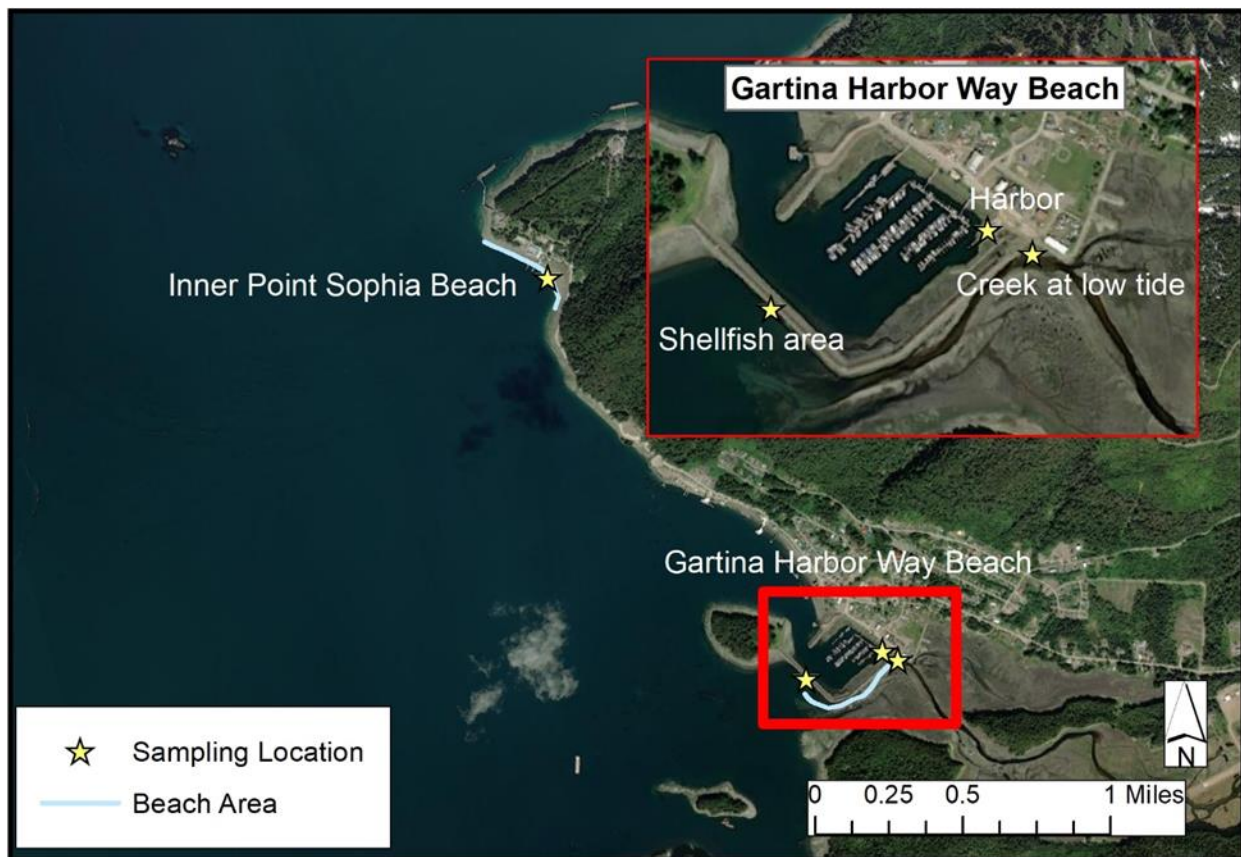 Gartina Harbor Way Beach
Harbor
Creek at low tide
Shellfish area
Inner Point Sophia Beach
Gartina Harbor Way Beach
Sampling Location
Beach Area
N
0 0.25 0.5 1 Miles